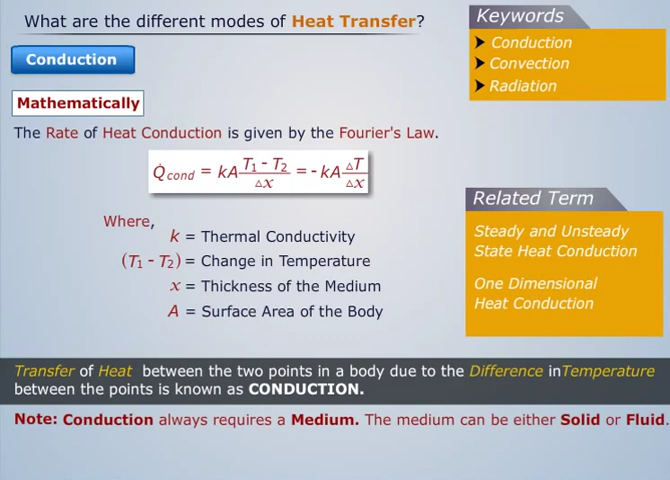 What are the different modes of Heat Transfer?
Conduction
Mathematically
The Rate of Heat Conduction is given by the Fourier's Law.
Q̇cond = kA (T1 - T2)/△x = - kA △T/△x
Where,
k = Thermal Conductivity
(T1 - T2) = Change in Temperature
x = Thickness of the Medium
A = Surface Area of the Body
Keywords
Conduction
Convection
Radiation
Related Term
Steady and Unsteady
State Heat Conduction
One Dimensional
Heat Conduction
Transfer of Heat between the two points in a body due to the Difference inTemperature
between the points is known as CONDUCTION.
Note: Conduction always requires a Medium. The medium can be either Solid or Fluid.